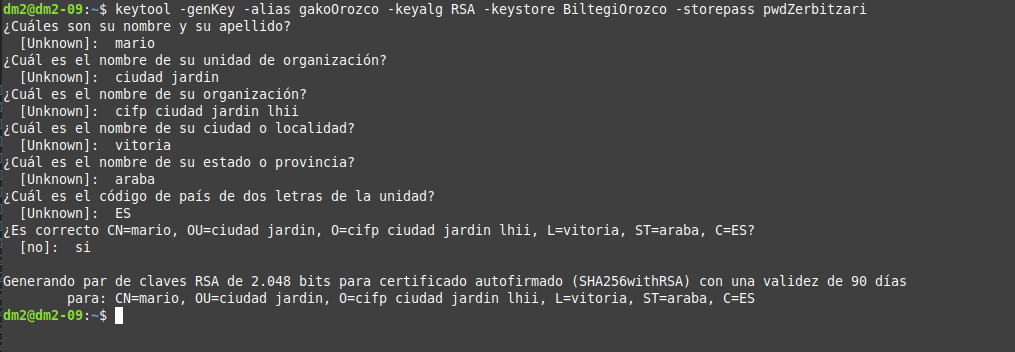 dm2@dm2-09:~$ keytool -genKey -alias gakoOrozco -keyalg RSA -keystore BiltegiOrozco -storepass pwdZerbitzari
¿Cuáles son su nombre y su apellido?
  [Unknown]:  mario
¿Cuál es el nombre de su unidad de organización?
  [Unknown]:  ciudad jardin
¿Cuál es el nombre de su organización?
  [Unknown]:  cifp ciudad jardin lhii
¿Cuál es el nombre de su ciudad o localidad?
  [Unknown]:  vitoria
¿Cuál es el nombre de su estado o provincia?
  [Unknown]:  araba
¿Cuál es el código de país de dos letras de la unidad?
  [Unknown]:  ES
¿Es correcto CN=mario, OU=ciudad jardin, O=cifp ciudad jardin lhii, L=vitoria, ST=araba, C=ES?
  [no]:  si

Generando par de claves RSA de 2.048 bits para certificado autofirmado (SHA256withRSA) con una validez de 90 días
        para: CN=mario, OU=ciudad jardin, O=cifp ciudad jardin lhii, L=vitoria, ST=araba, C=ES
dm2@dm2-09:~$